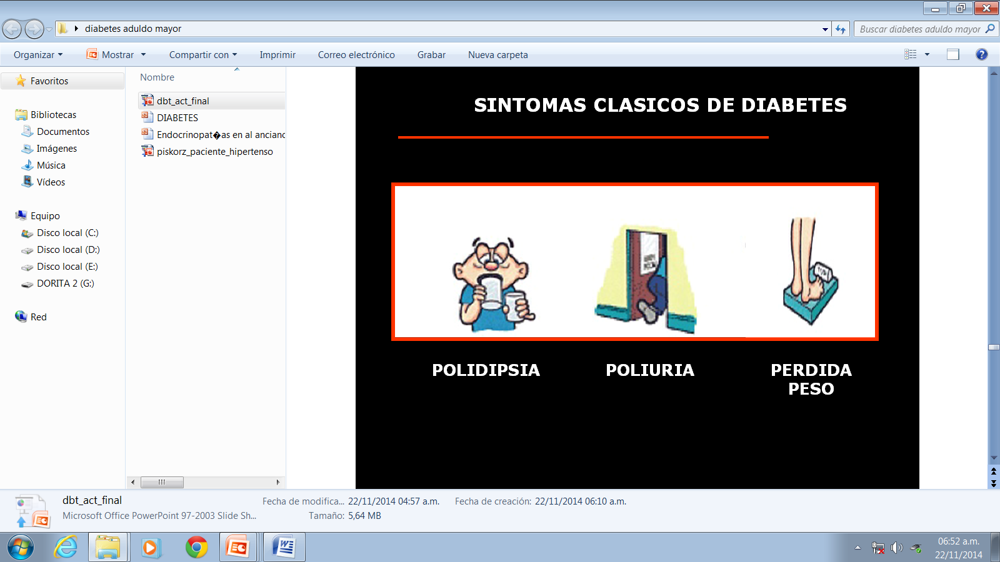 diabetes aduldo mayor
Buscar diabetes aduldo mayor
Organizar
Mostrar
Compartir con
Imprimir
Correo electrónico
Grabar
Nueva carpeta
Favoritos
Bibliotecas
Documentos
Imágenes
Música
Vídeos
Equipo
Disco local (C:)
Disco local (D:)
Disco local (E:)
DORITA 2 (G:)
Red
Nombre
dbt_act_final
DIABETES
Endocrinopat�as en al anciano
piskorz_paciente_hipertenso
SINTOMAS CLASICOS DE DIABETES
POLIDIPSIA
POLIURIA
PERDIDA
PESO
dbt_act_final
Microsoft Office PowerPoint 97-2003 Slide Sh...
Fecha de modifica... 22/11/2014 04:57 a.m.
Tamaño: 5,64 MB
Fecha de creación: 22/11/2014 06:10 a.m.
06:52 a.m.
22/11/2014